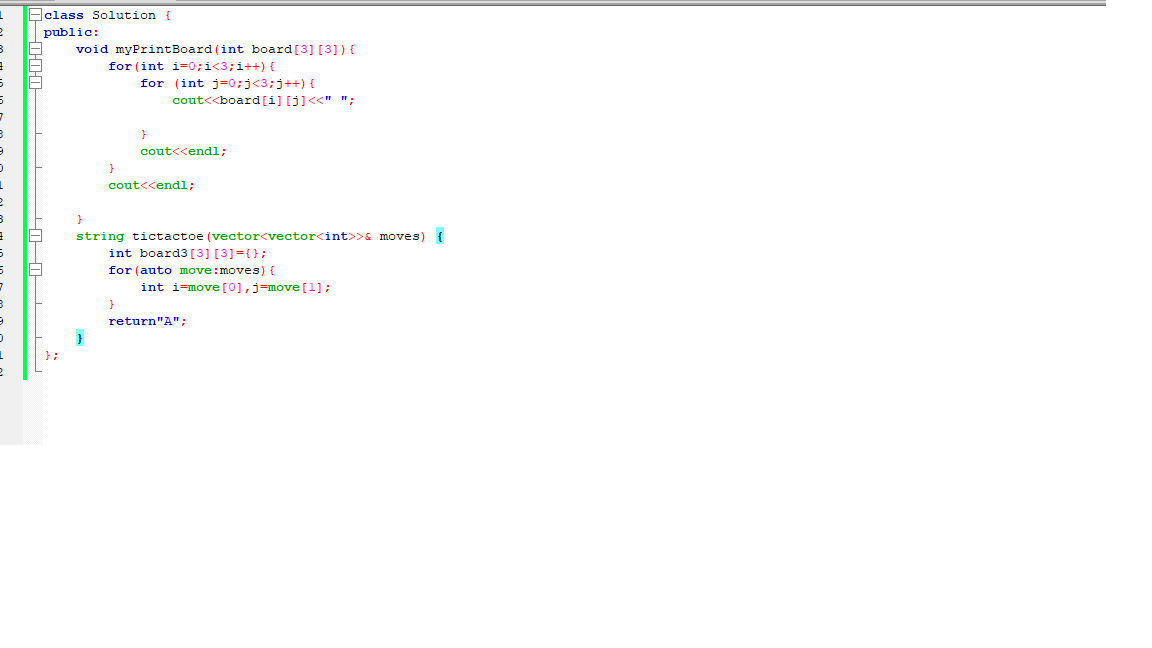 1 class Solution {
2 public:
3 void myPrintBoard(int board[3][3]){
4 for(int i=0;i<3;i++){
5 for (int j=0;j<3;j++){
6 cout<<board[i][j]<<" ";
7
8 }
9 cout<<endl;
0 }
1 cout<<endl;
2
3 }
4 string tictactoe(vector<vector<int>>& moves) {
5 int board3[3][3]={};
6 for(auto move:moves){
7 int i=move[0],j=move[1];
8 }
9 return"A";
0 }
1 };
2